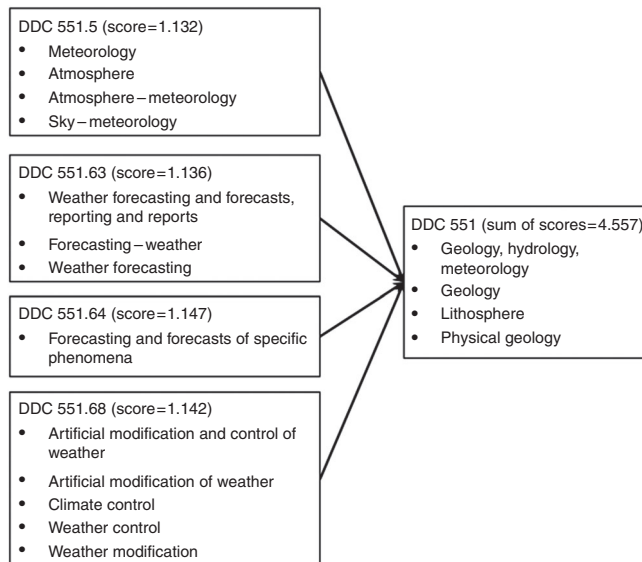 DDC 551.5 (score=1.132)
• Meteorology
• Atmosphere
• Atmosphere–meteorology
• Sky–meteorology
DDC 551.63 (score=1.136)
• Weather forecasting and forecasts,
reporting and reports
• Forecasting–weather
• Weather forecasting
DDC 551.64 (score=1.147)
• Forecasting and forecasts of specific
phenomena
DDC 551.68 (score=1.142)
• Artificial modification and control of
weather
• Artificial modification of weather
• Climate control
• Weather control
• Weather modification
DDC 551 (sum of scores=4.557)
• Geology, hydrology,
meteorology
• Geology
• Lithosphere
• Physical geology